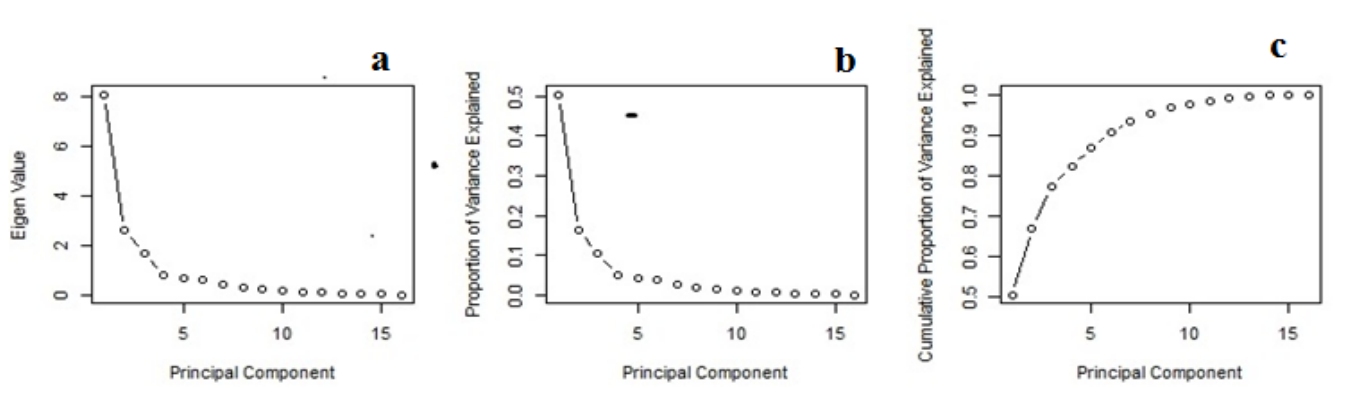 a
Eigen Value
8
6
4
2
0
5 10 15
Principal Component
b
Proportion of Variance Explained
0.5
0.4
0.3
0.2
0.1
0.0
5 10 15
Principal Component
c
Cumulative Proportion of Variance Explained
1.0
0.9
0.8
0.7
0.6
0.5
5 10 15
Principal Component